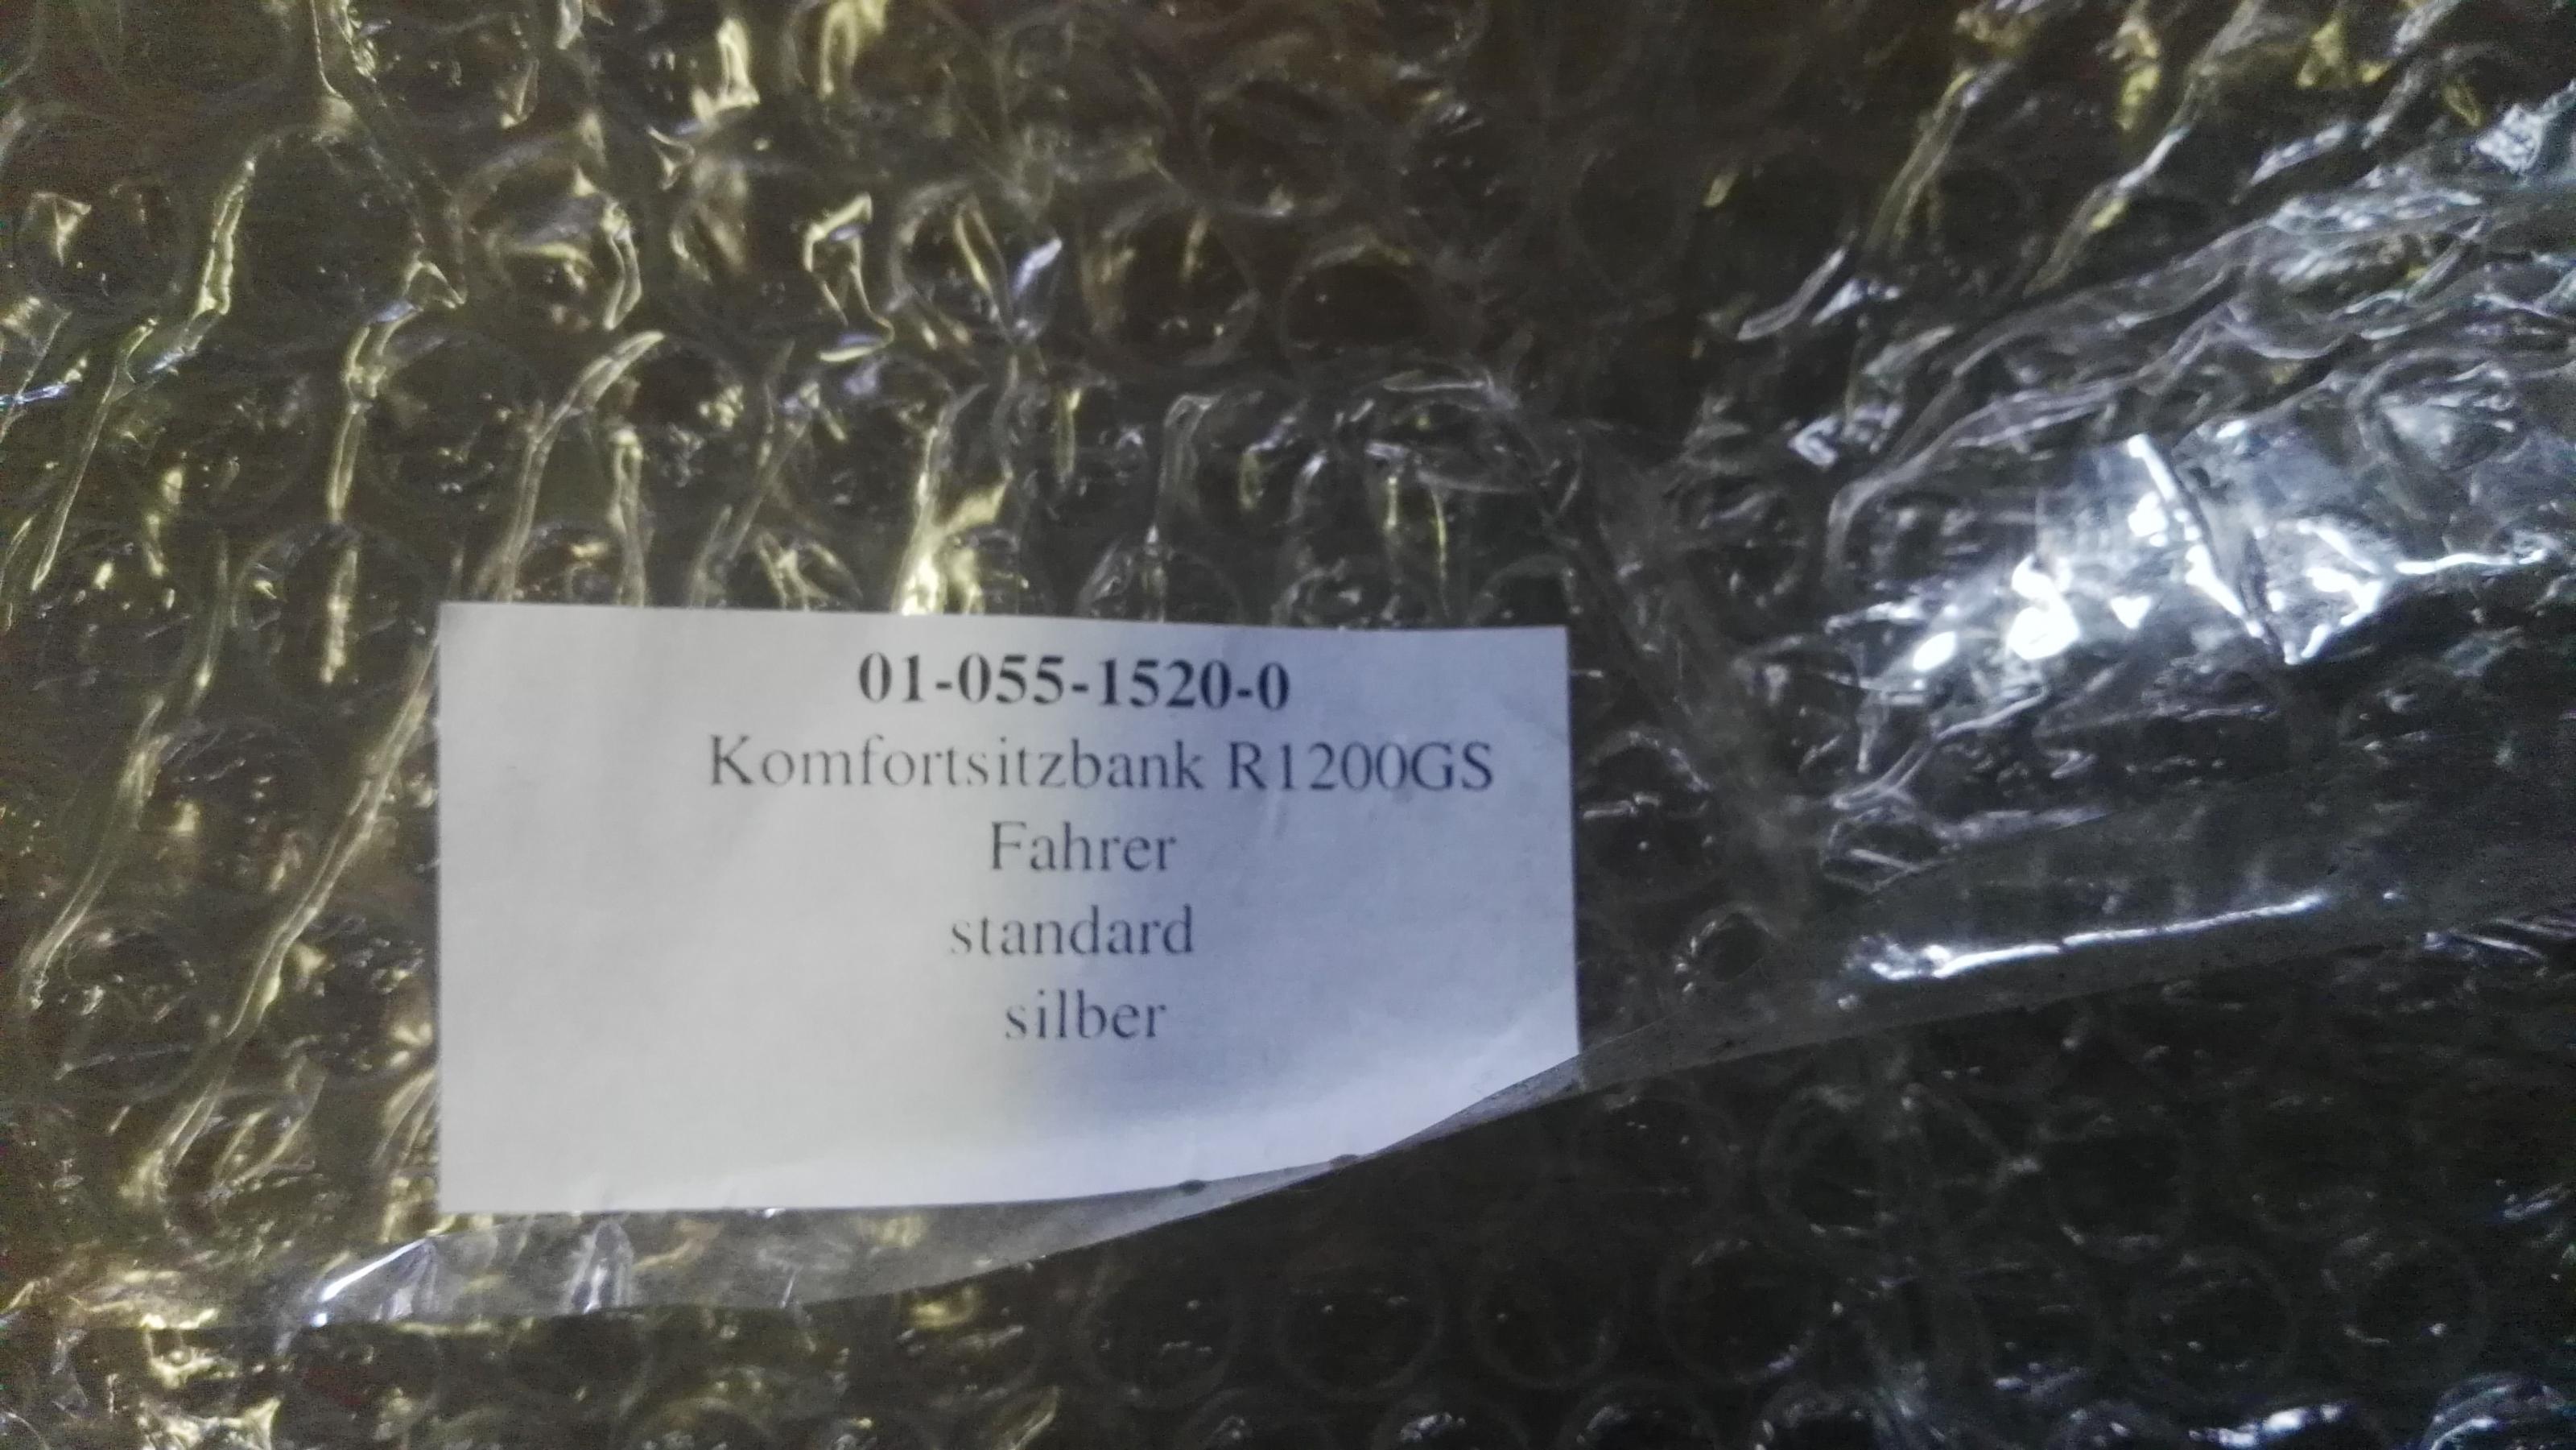 01-055-1520-0
Komfortsitzbank R1200GS
Fahrer
standard
silber